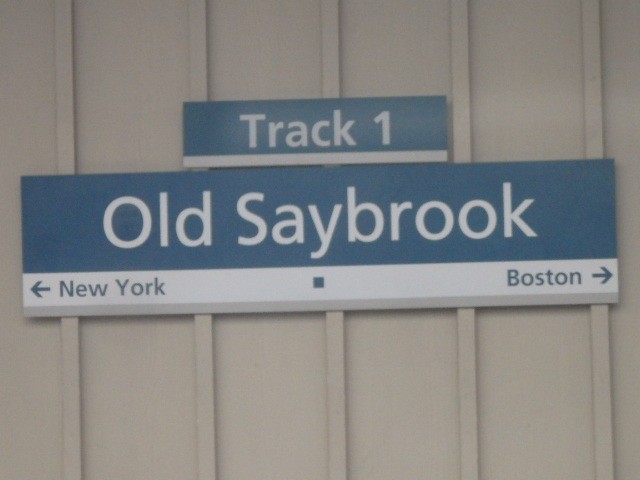 Track 1
Old Saybrook
← New York
Boston →